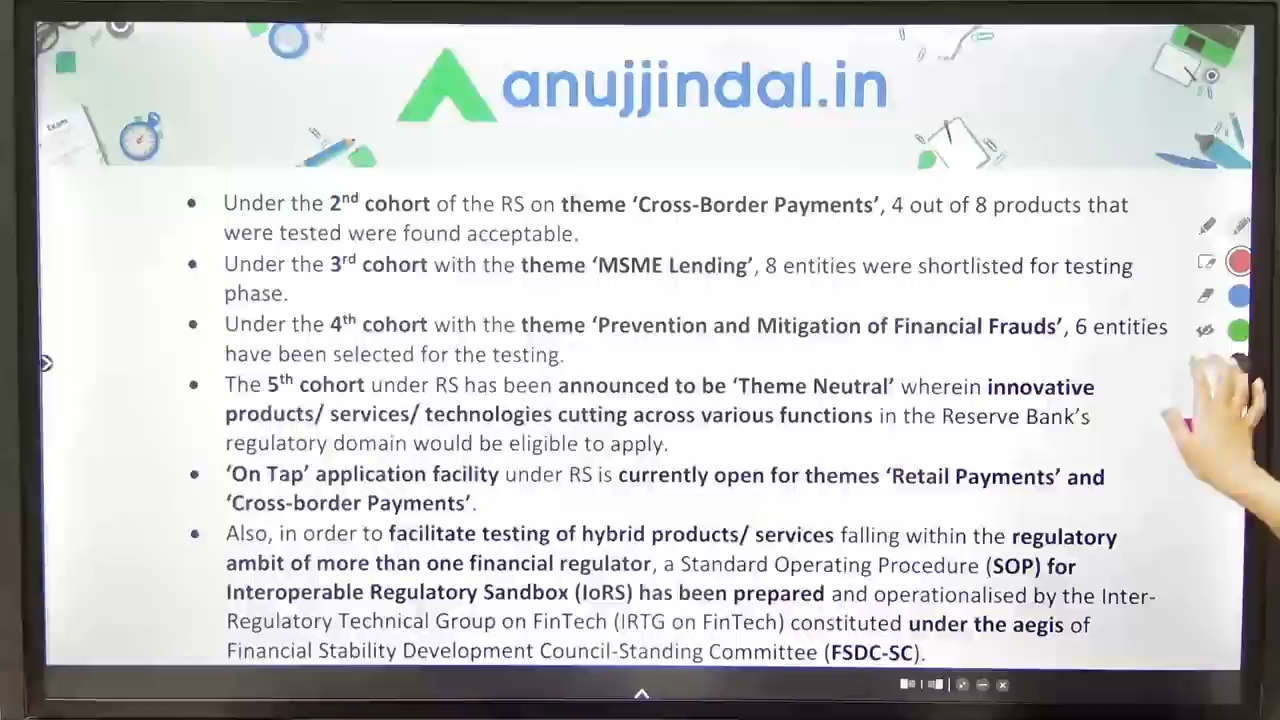 anujjindal.in
Exam
• Under the 2nd cohort of the RS on theme ‘Cross-Border Payments’, 4 out of 8 products that
were tested were found acceptable.
• Under the 3rd cohort with the theme ‘MSME Lending’, 8 entities were shortlisted for testing
phase.
• Under the 4th cohort with the theme ‘Prevention and Mitigation of Financial Frauds’, 6 entities
have been selected for the testing.
• The 5th cohort under RS has been announced to be ‘Theme Neutral’ wherein innovative
products/ services/ technologies cutting across various functions in the Reserve Bank’s
regulatory domain would be eligible to apply.
• ‘On Tap’ application facility under RS is currently open for themes ‘Retail Payments’ and
‘Cross-border Payments’.
• Also, in order to facilitate testing of hybrid products/ services falling within the regulatory
ambit of more than one financial regulator, a Standard Operating Procedure (SOP) for
Interoperable Regulatory Sandbox (IoRS) has been prepared and operationalised by the Inter-
Regulatory Technical Group on FinTech (IRTG on FinTech) constituted under the aegis of
Financial Stability Development Council-Standing Committee (FSDC-SC).